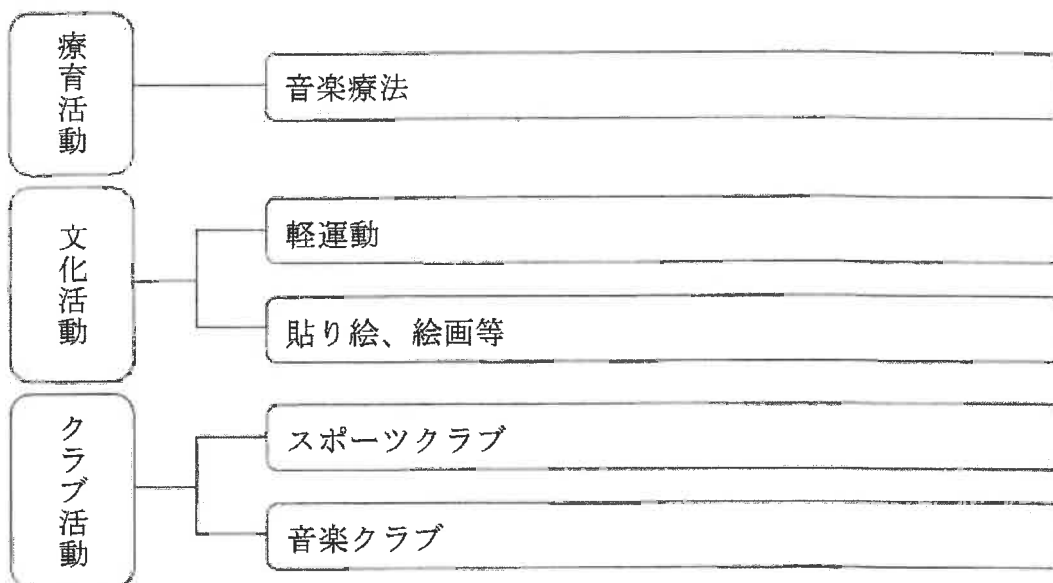 療育活動
音楽療法
文化活動
軽運動
貼り絵、絵画等
クラブ活動
スポーツクラブ
音楽クラブ